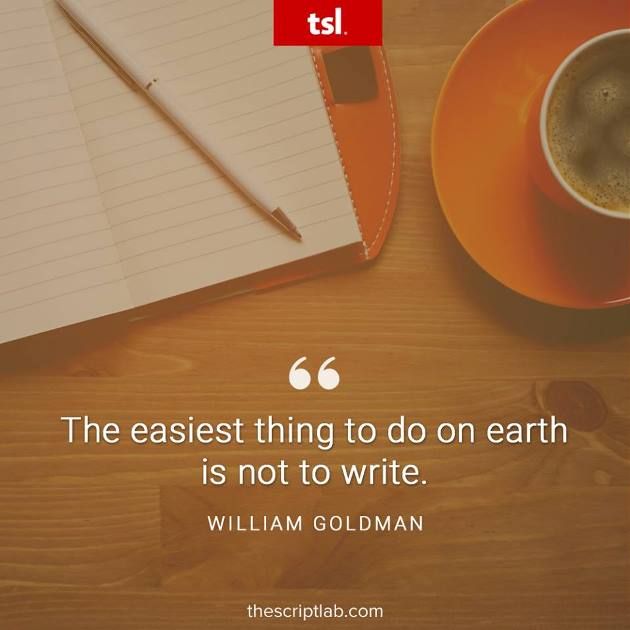 tsl.
“
The easiest thing to do on earth
is not to write.
WILLIAM GOLDMAN
thescriptlab.com